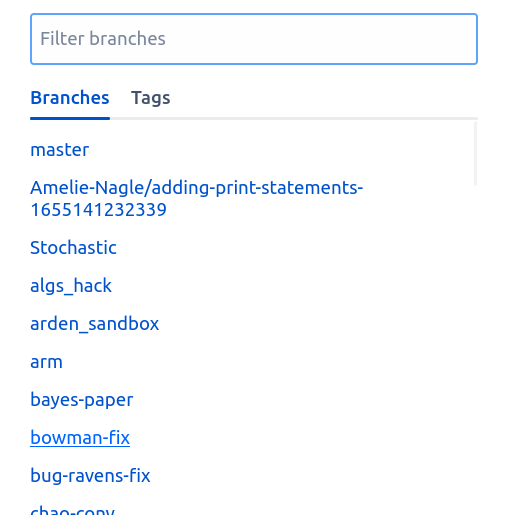 Filter branches
Branches Tags
master
Amelie-Nagle/adding-print-statements-
1655141232339
Stochastic
algs_hack
arden_sandbox
arm
bayes-paper
bowman-fix
bug-ravens-fix